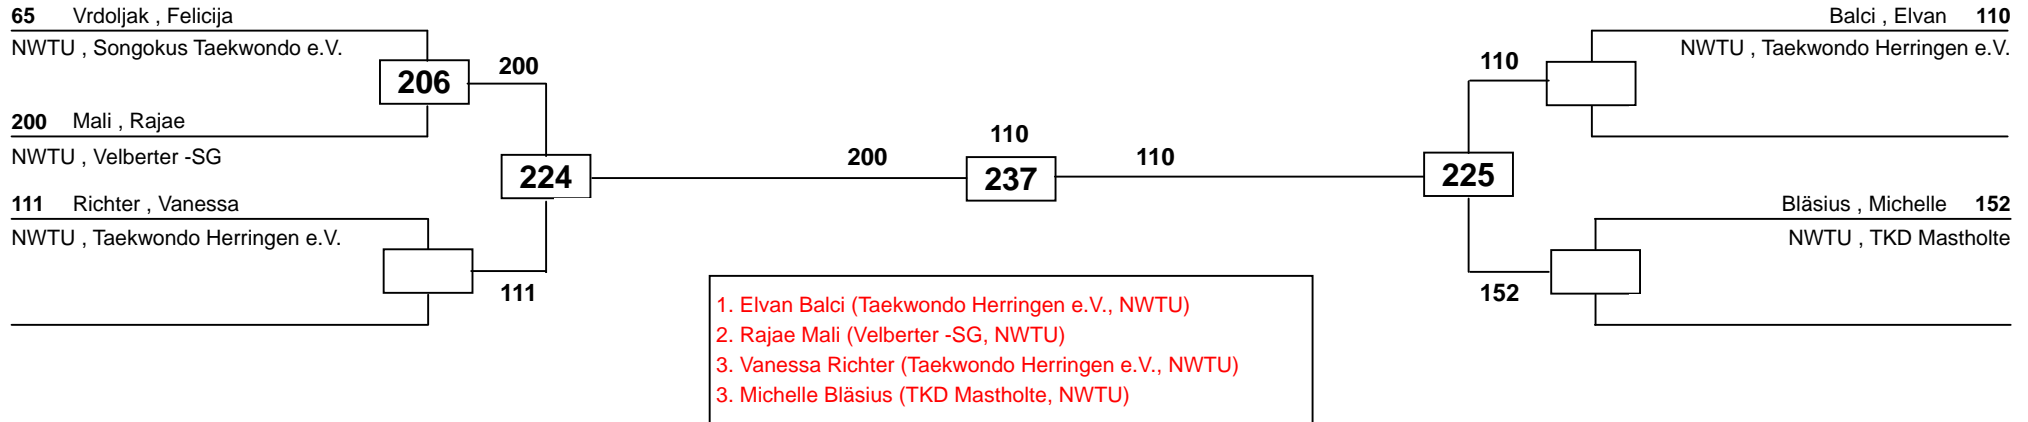 65 Vrdoljak , Felicija
NWTU , Songokus Taekwondo e.V.
206
200
200 Mali , Rajae
NWTU , Velberter -SG
224
111 Richter , Vanessa
NWTU , Taekwondo Herringen e.V.
111
200
110
237
110
Balci , Elvan 110
NWTU , Taekwondo Herringen e.V.
110
225
Bläsius , Michelle 152
NWTU , TKD Mastholte
152
1. Elvan Balci (Taekwondo Herringen e.V., NWTU)
2. Rajae Mali (Velberter -SG, NWTU)
3. Vanessa Richter (Taekwondo Herringen e.V., NWTU)
3. Michelle Bläsius (TKD Mastholte, NWTU)